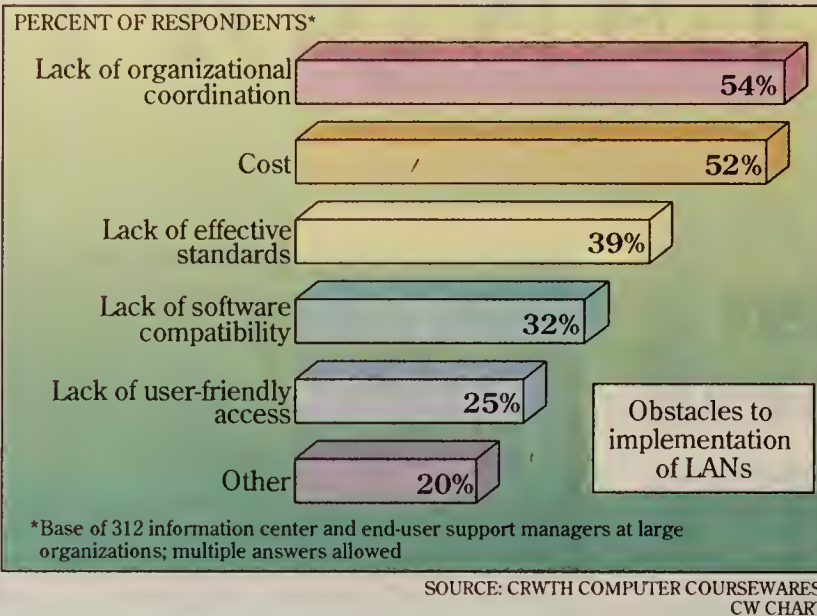 PERCENT OF RESPONDENTS*
Lack of organizational
coordination
54%
Cost
52%
Lack of effective
standards
39%
Lack of software
compatibility
32%
Lack of user-friendly
access
25%
Other
20%
Obstacles to
implementation
of LANs
*Base of 312 information center and end-user support managers at large
organizations; multiple answers allowed
SOURCE: CRWTH COMPUTER COURSEWARES
CW CHART